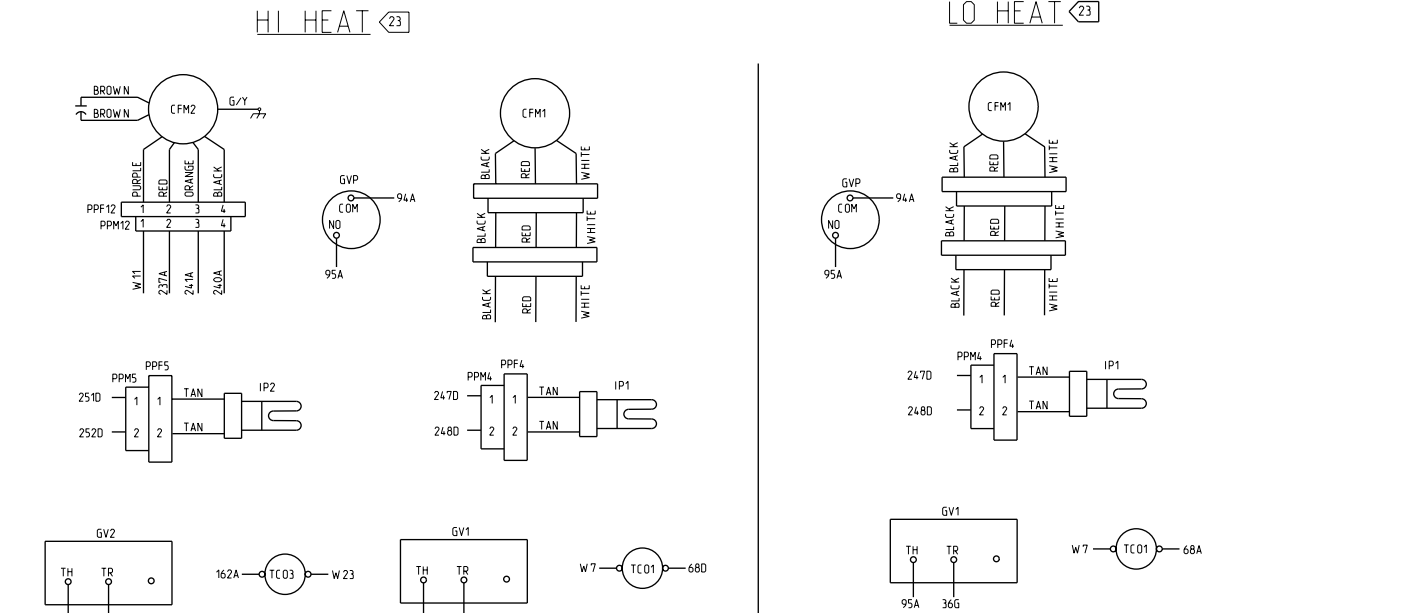 HI HEAT 23
LO HEAT 23
BROWN
BROWN
CFM2
G/Y
PURPLE
RED
ORANGE
BLACK
PPF12 1 2 3 4
PPM12 1 2 3 4
W11
237A
241A
240A
GVP
COM
94A
NO
95A
CFM1
BLACK
RED
WHITE
BLACK
RED
WHITE
BLACK
RED
WHITE
GVP
COM
94A
NO
95A
CFM1
BLACK
RED
WHITE
BLACK
RED
WHITE
BLACK
RED
WHITE
PPF5
PPM5
IP2
251D 1 1 TAN
252D 2 2 TAN
PPF4
PPM4
IP1
247D 1 1 TAN
248D 2 2 TAN
PPF4
PPM4
IP1
247D 1 1 TAN
248D 2 2 TAN
GV2
TH TR
162A TCO3 W23
GV1
TH TR
W7 TCO1 68D
GV1
TH TR
95A 36G
W7 TCO1 68A